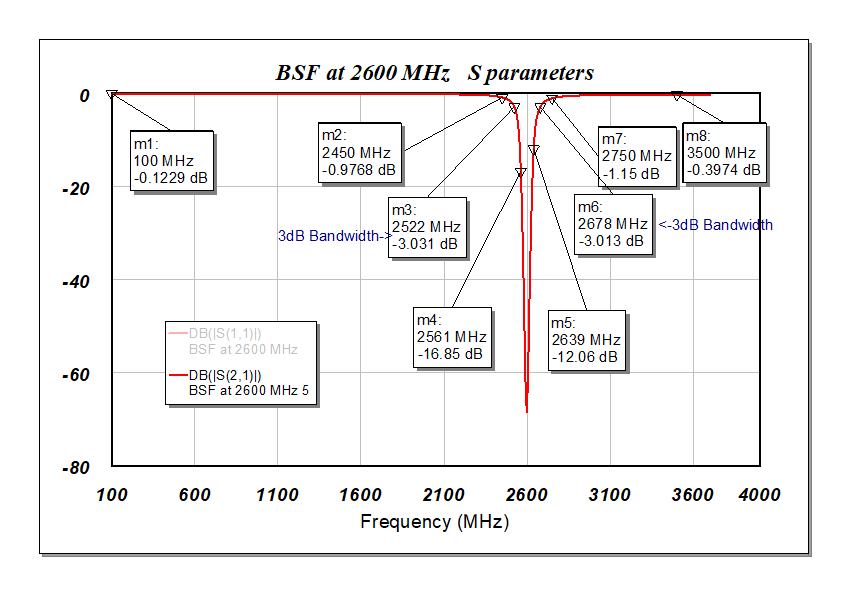 BSF at 2600 MHz   S parameters
0
-20
-40
-60
-80
m1:
100 MHz
-0.1229 dB
m2:
2450 MHz
-0.9768 dB
m3:
2522 MHz
-3.031 dB
3dB Bandwidth->
m4:
2561 MHz
-16.85 dB
m5:
2639 MHz
-12.06 dB
m6:
2678 MHz
-3.013 dB
<-3dB Bandwidth
m7:
2750 MHz
-1.15 dB
m8:
3500 MHz
-0.3974 dB
DB(|S(1,1)|)
BSF at 2600 MHz
DB(|S(2,1)|)
BSF at 2600 MHz 5
100 600 1100 1600 2100 2600 3100 3600 4000
Frequency (MHz)